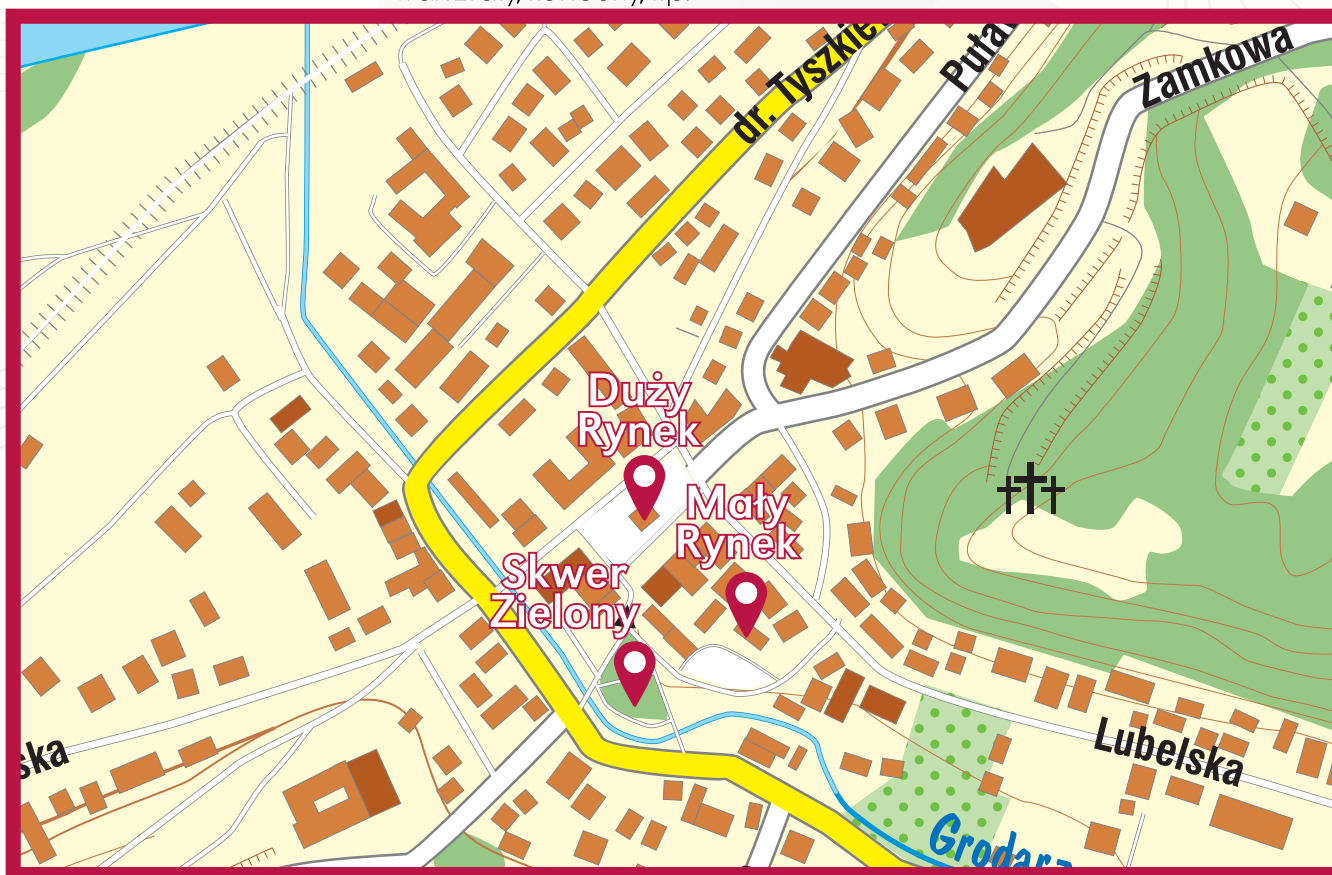 dr. Tyszkie
Puła
Zamkowa
Duży
Rynek
Mały
Rynek
Skwer
Zielony
ska
Lubelska
Grodarz